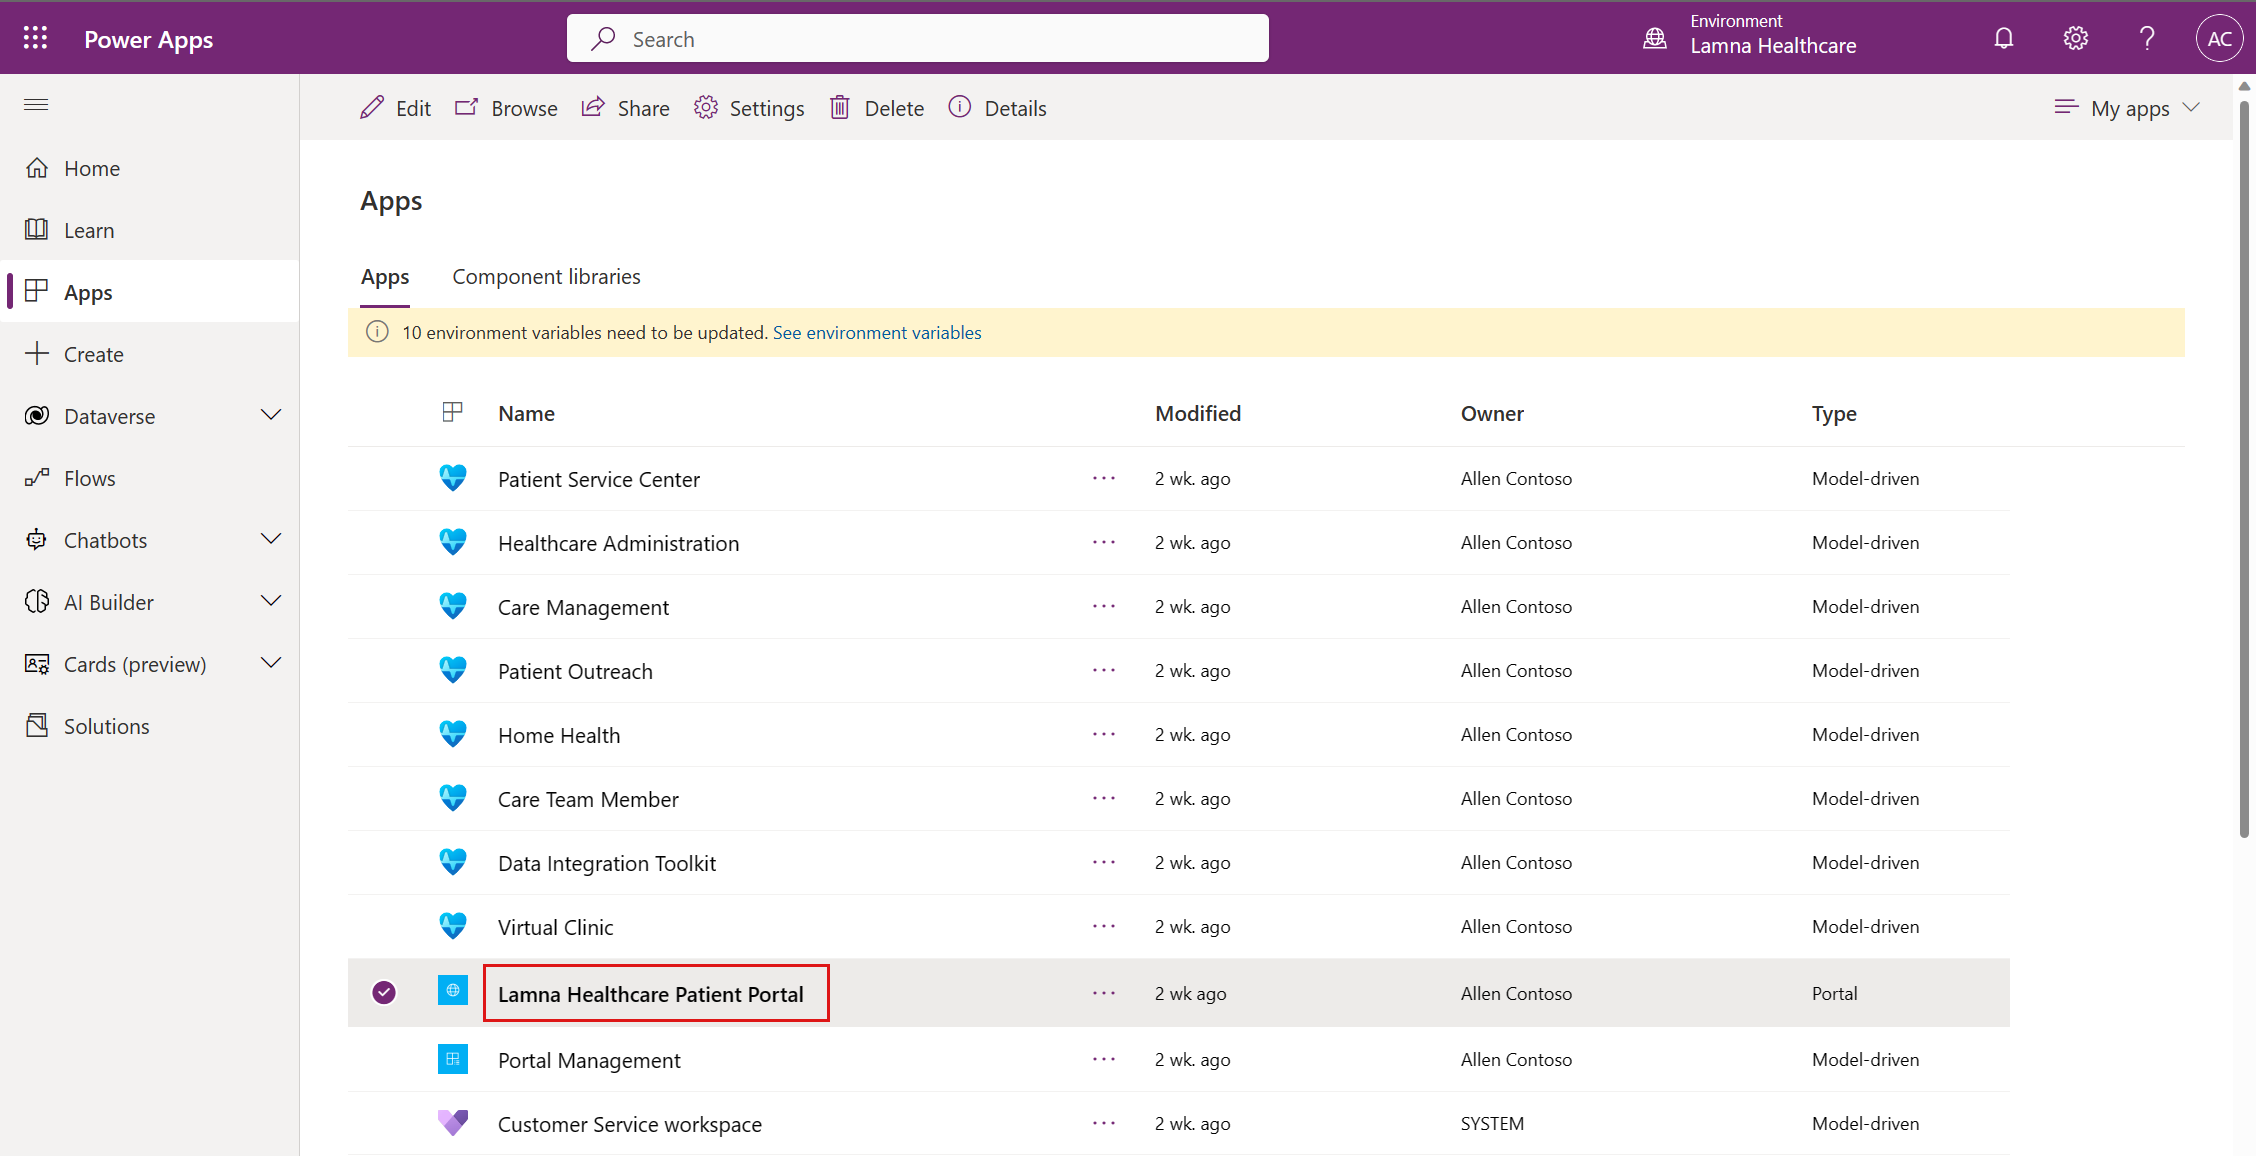 Power Apps
Search
Environment
Lamna Healthcare
AC
Edit Browse Share Settings Delete Details My apps
Home
Learn
Apps
Create
Dataverse
Flows
Chatbots
AI Builder
Cards (preview)
Solutions
Apps
Apps Component libraries
10 environment variables need to be updated. See environment variables
Name Modified Owner Type
Patient Service Center ··· 2 wk. ago Allen Contoso Model-driven
Healthcare Administration ··· 2 wk. ago Allen Contoso Model-driven
Care Management ··· 2 wk. ago Allen Contoso Model-driven
Patient Outreach ··· 2 wk. ago Allen Contoso Model-driven
Home Health ··· 2 wk. ago Allen Contoso Model-driven
Care Team Member ··· 2 wk. ago Allen Contoso Model-driven
Data Integration Toolkit ··· 2 wk. ago Allen Contoso Model-driven
Virtual Clinic ··· 2 wk. ago Allen Contoso Model-driven
Lamna Healthcare Patient Portal ··· 2 wk ago Allen Contoso Portal
Portal Management ··· 2 wk. ago Allen Contoso Model-driven
Customer Service workspace ··· 2 wk. ago SYSTEM Model-driven